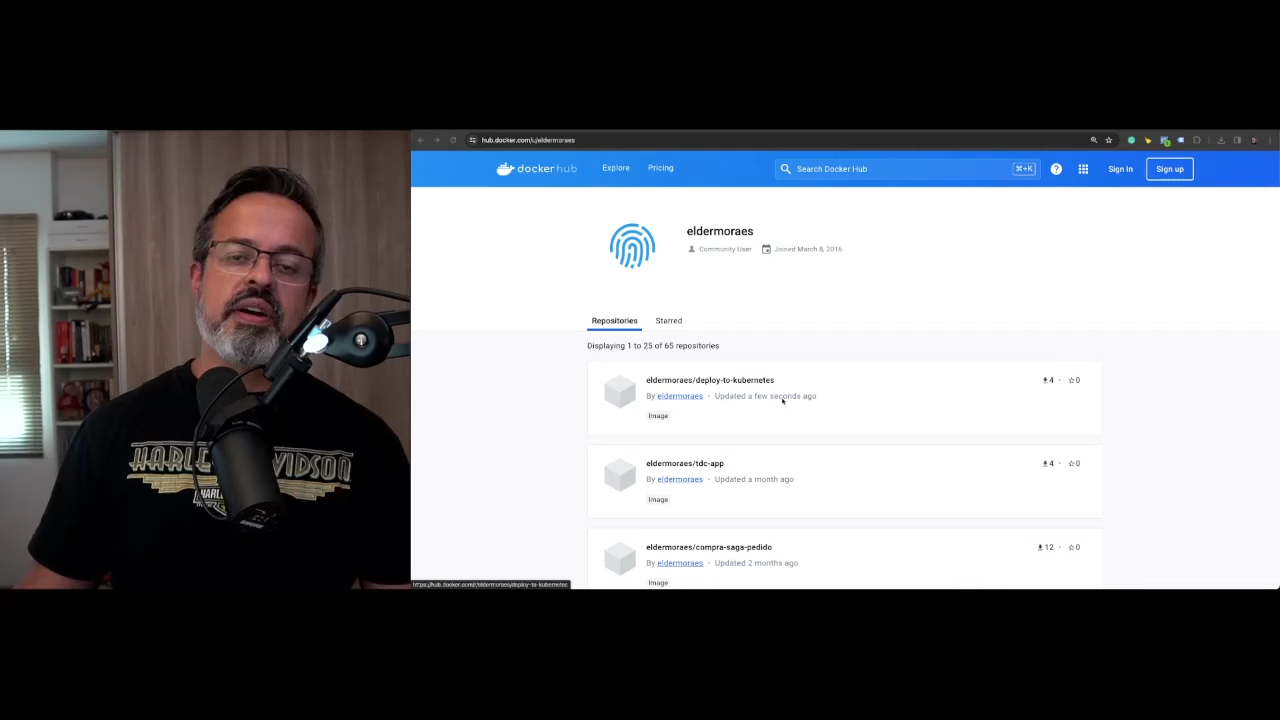 hub.docker.com/u/eldermoraes
dockerhub
Explore
Pricing
Search Docker Hub
⌘+K
Sign In
Sign up
eldermoraes
Community User
Joined March 8, 2016
Repositories
Starred
Displaying 1 to 25 of 65 repositories
eldermoraes/deploy-to-kubernetes
4 · ☆0
By eldermoraes · Updated a few seconds ago
Image
eldermoraes/tdc-app
4 · ☆0
By eldermoraes · Updated a month ago
Image
eldermoraes/compra-saga-pedido
12 · ☆0
By eldermoraes · Updated 2 months ago
Image
https://hub.docker.com/r/eldermoraes/deploy-to-kubernetes